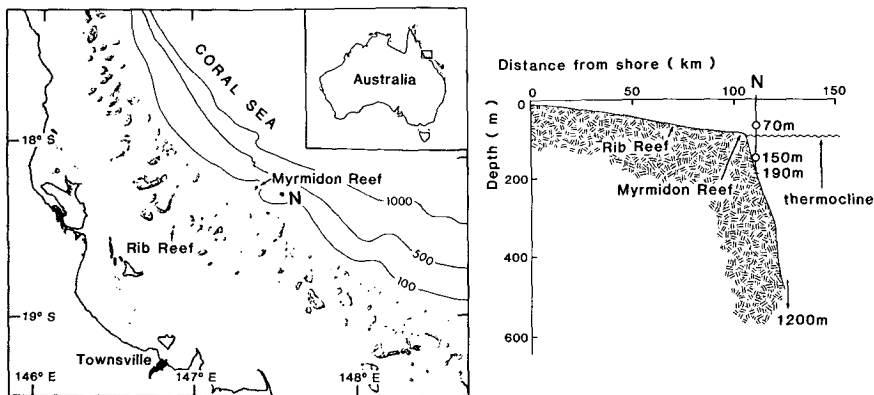 CORAL SEA
Australia
18° S
Myrmidon Reef
N
1000
Rib Reef
500
100
19° S
Townsville
146° E
147°
148°
Distance from shore ( km )
N
0
50
100
150
Depth ( m )
0
200
400
600
70m
Rib Reef
150m
190m
Myrmidon Reef
thermocline
1200m